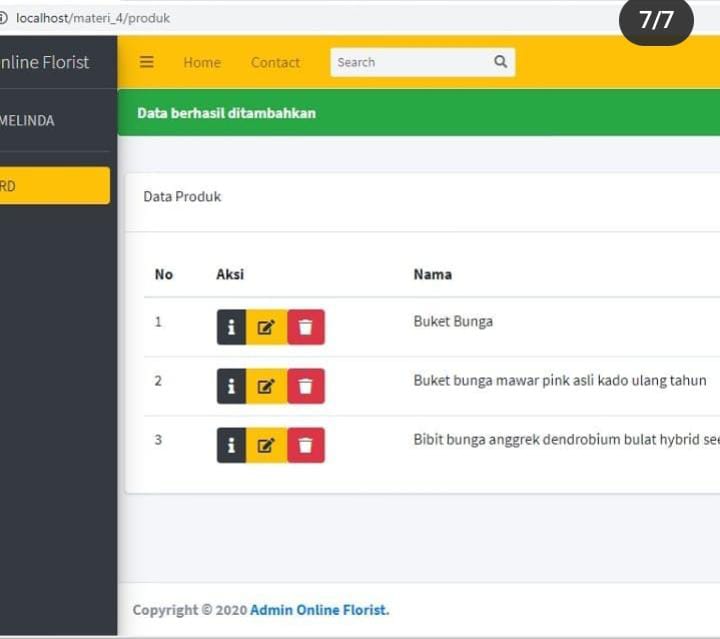 localhost/materi_4/produk
7/7
nline Florist
Home
Contact
Search
MELINDA
Data berhasil ditambahkan
RD
Data Produk
No Aksi Nama
1 Buket Bunga
2 Buket bunga mawar pink asli kado ulang tahun
3 Bibit bunga anggrek dendrobium bulat hybrid see
Copyright © 2020 Admin Online Florist.